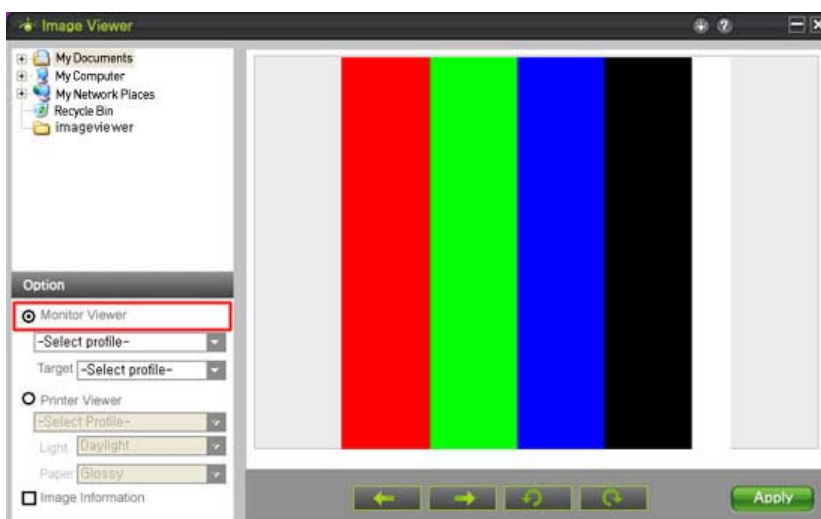 Image Viewer
My Documents
My Computer
My Network Places
Recycle Bin
imageviewer
Option
Monitor Viewer
-Select profile-
Target -Select profile-
Printer Viewer
-Select Profile-
Light Daylight
Paper Glossy
Image Information
Apply